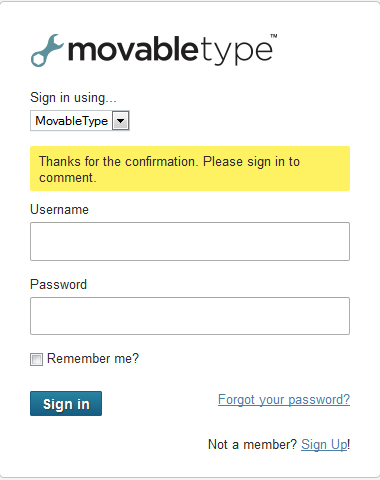 movabletype™
Sign in using...
MovableType
Thanks for the confirmation. Please sign in to
comment.
Username
Password
Remember me?
Sign in
Forgot your password?
Not a member? Sign Up!